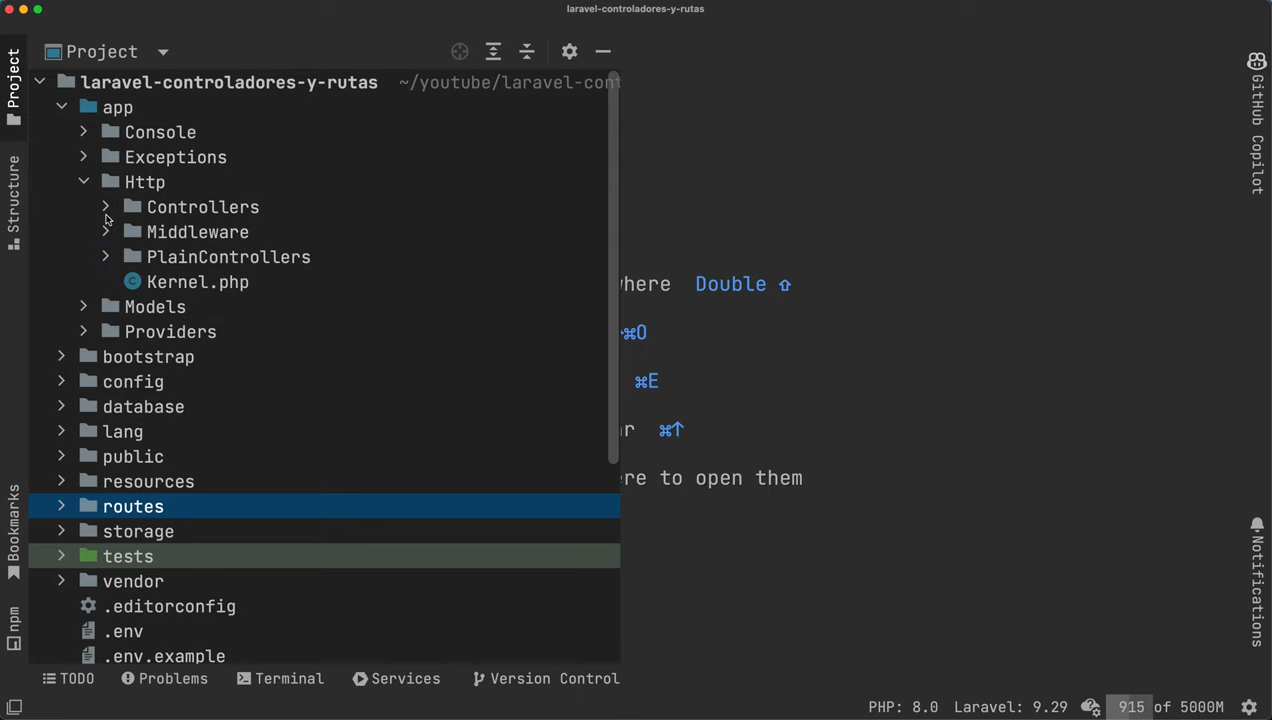 laravel-controladores-y-rutas
Project
laravel-controladores-y-rutas ~/youtube/laravel-cont
app
Console
Exceptions
Http
Controllers
Middleware
PlainControllers
Kernel.php
Models
Providers
bootstrap
config
database
lang
public
resources
routes
storage
tests
vendor
.editorconfig
.env
.env.example
Project
Structure
Bookmarks
npm
where Double ⇧
⌘O
⌘E
ar ⌘↑
ere to open them
GitHub Copilot
Notifications
TODO Problems Terminal Services Version Control
PHP: 8.0 Laravel: 9.29 915 of 5000M